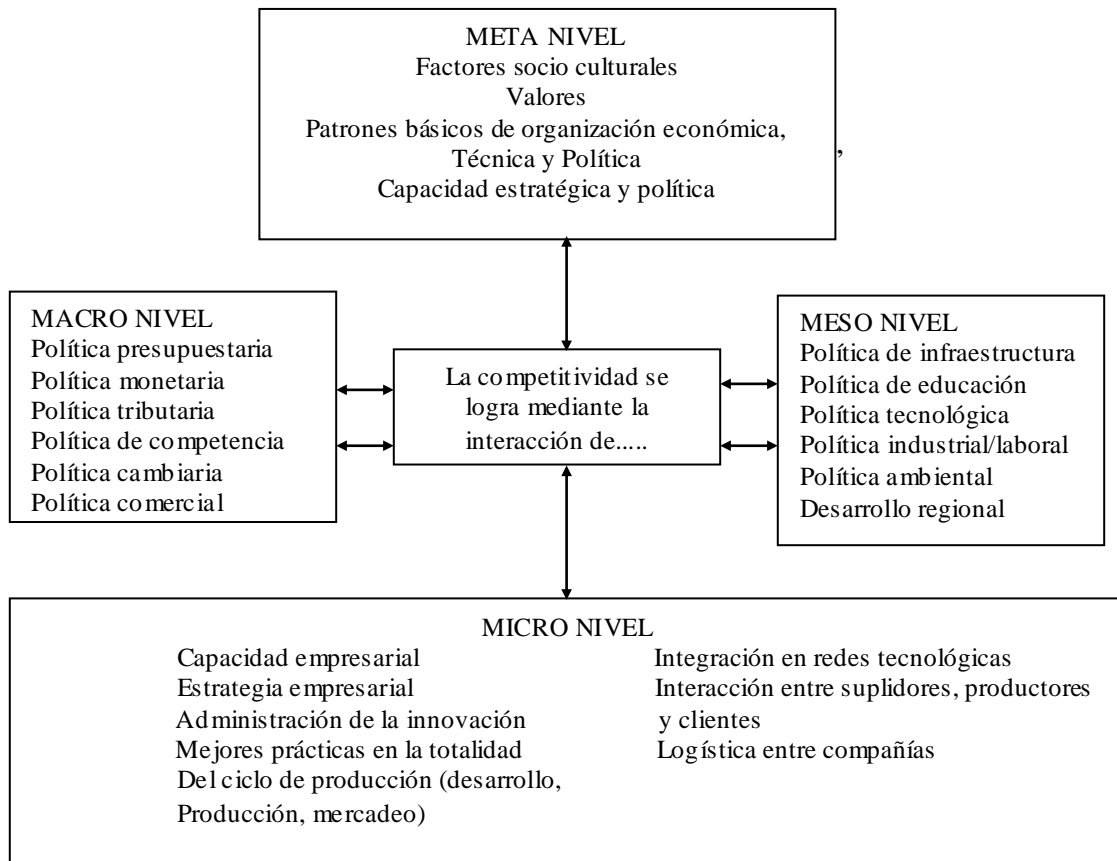 META NIVEL
Factores socio culturales
Valores
Patrones básicos de organización económica,
Técnica y Política
Capacidad estratégica y política
,
MACRO NIVEL
Política presupuestaria
Política monetaria
Política tributaria
Política de competencia
Política cambiaria
Política comercial
La competitividad se
logra mediante la
interacción de.....
MESO NIVEL
Política de infraestructura
Política de educación
Política tecnológica
Política industrial/laboral
Política ambiental
Desarrollo regional
MICRO NIVEL
Capacidad empresarial
Estrategia empresarial
Administración de la innovación
Mejores prácticas en la totalidad
Del ciclo de producción (desarrollo,
Producción, mercadeo)
Integración en redes tecnológicas
Interacción entre suplidores, productores
y clientes
Logística entre compañías